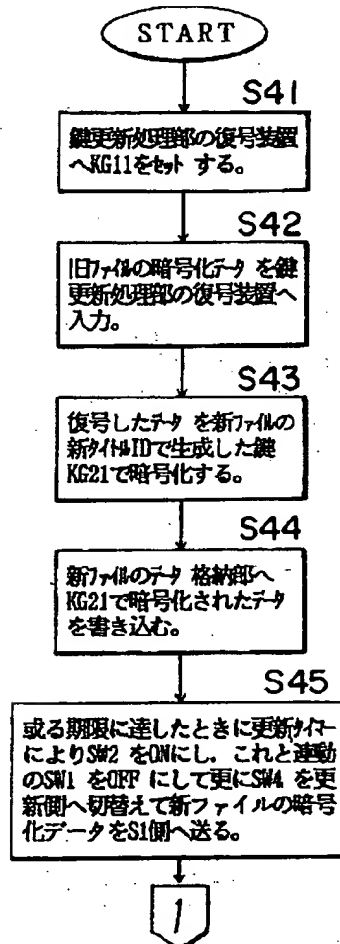 START
S41
鍵更新処理部の復号装置
へKG11をセット する。
S42
旧ファイルの暗号化データ を鍵
更新処理部の復号装置へ
入力。
S43
復号したデータ を新ファイルの
新タイトルIDで生成した鍵
KG21で暗号化する。
S44
新ファイルのデータ 格納部へ
KG21で暗号化されたデータ
を書き込む。
S45
或る期限に達したときに更新タイマー
によりSW2 をONにし、これと連動
のSW1 をOFF にして更にSW4 を更
新側へ切替えて新ファイルの暗号
化データをS1側へ送る。
1